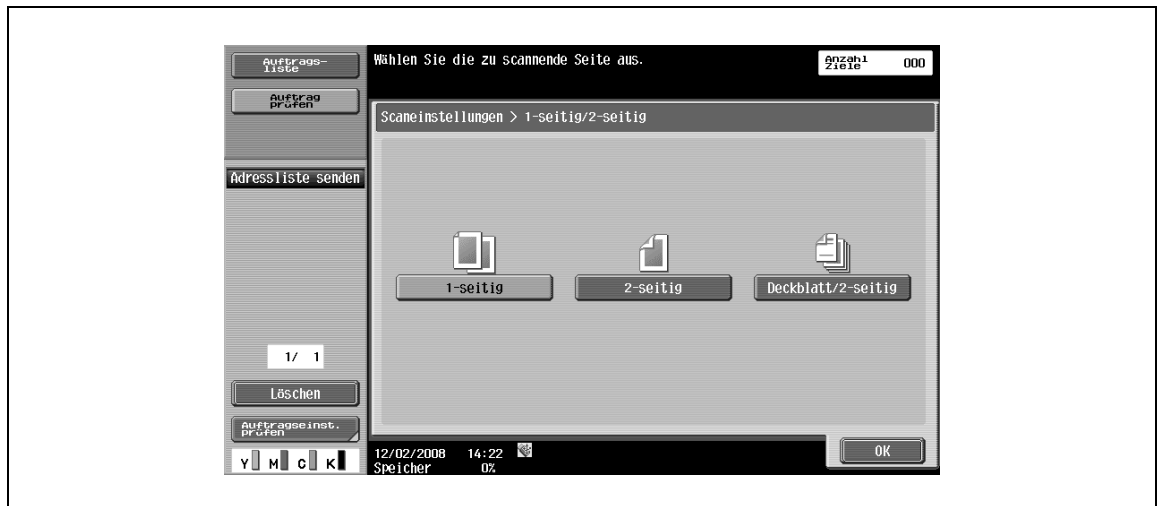 Auftrags-
liste
Auftrag
prüfen
Wählen Sie die zu scannende Seite aus.
Anzahl
Ziele 000
Scaneinstellungen > 1-seitig/2-seitig
Adressliste senden
1-seitig
2-seitig
Deckblatt/2-seitig
1/ 1
Löschen
Auftragseinst.
prüfen
Y M C K
12/02/2008 14:22
Speicher 0%
OK